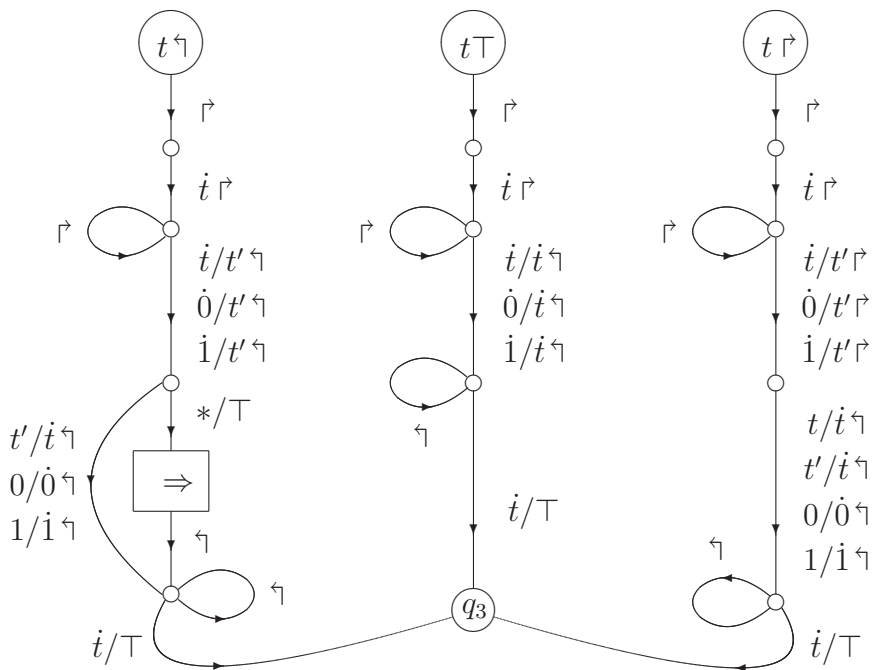 t↰ t⊤ t↱
↱ ↱ ↱
ṫ↱ ṫ↱ ṫ↱
↱ ↱ ↱
ṫ/t′↰ ṫ/ṫ↰ ṫ/t′↱
0̇/t′↰ 0̇/ṫ↰ 0̇/t′↱
1̇/t′↰ 1̇/ṫ↰ 1̇/t′↱
*/⊤ ↰
t′/ṫ↰ t/ṫ↰
0/0̇↰ ⇒ t′/ṫ↰
1/1̇↰ ṫ/⊤ 0/0̇↰
↰ 1/1̇↰
↰ ↰
q₃
ṫ/⊤ ṫ/⊤